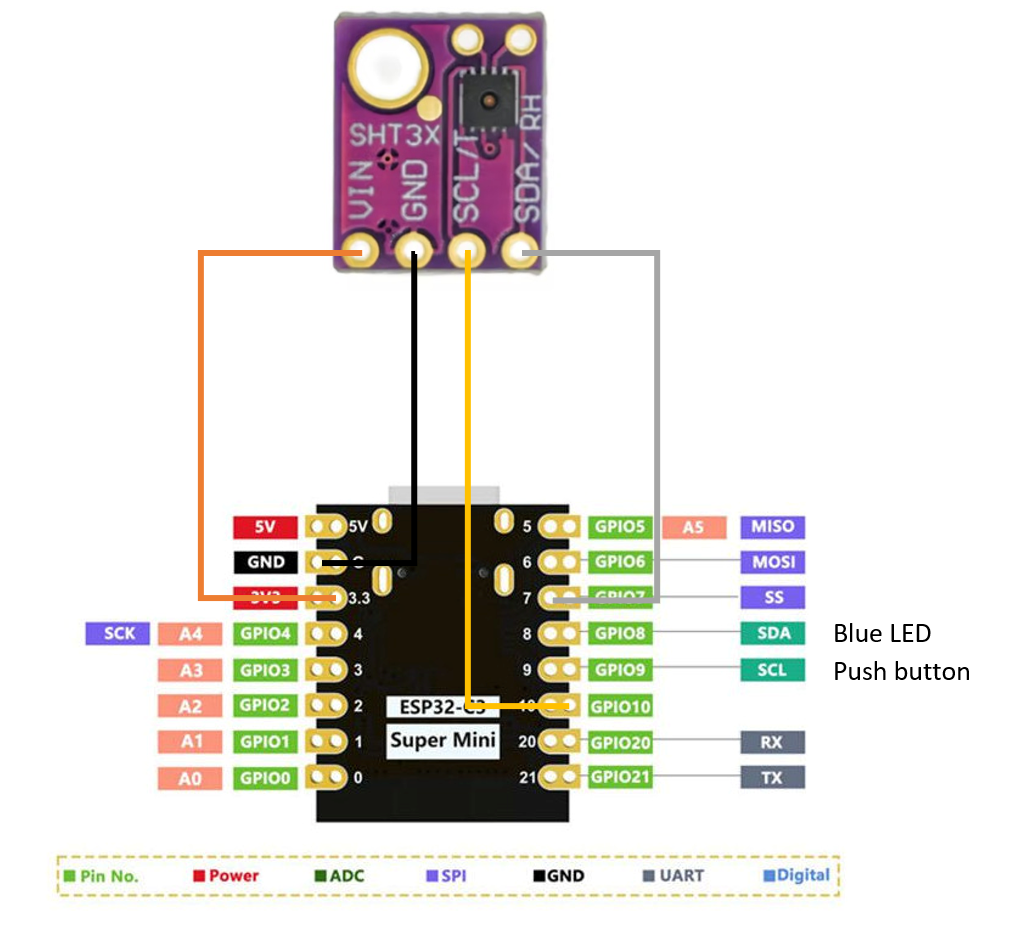 SHT3X
VIN
GND
SCL/T
SDA/ RH
5V 5V 5 GPIO5 A5 MISO
GND 6 GPIO6 MOSI
3V3 3.3 7 GPIO7 SS
SCK A4 GPIO4 4 8 GPIO8 SDA Blue LED
A3 GPIO3 3 9 GPIO9 SCL Push button
A2 GPIO2 2 ESP32-C3 10 GPIO10
A1 GPIO1 1 Super Mini 20 GPIO20 RX
A0 GPIO0 0 21 GPIO21 TX
Pin No. Power ADC SPI GND UART Digital